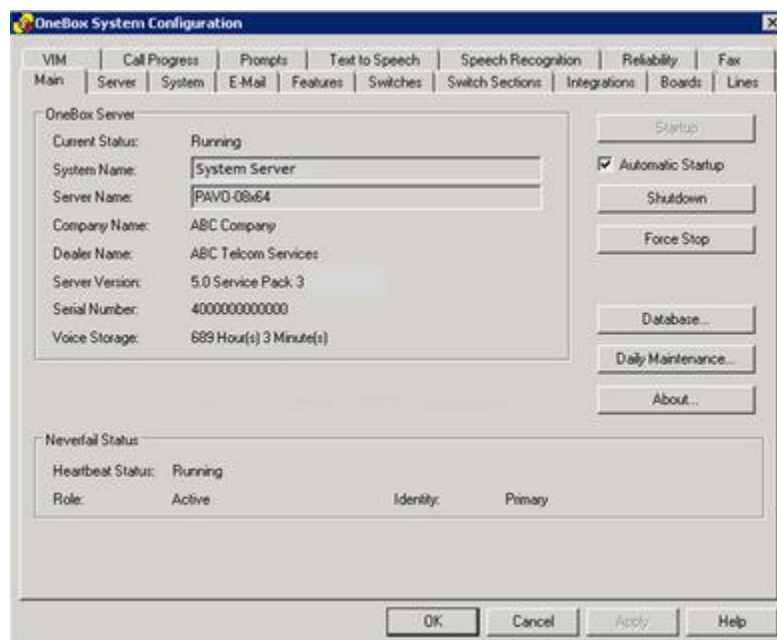 OneBox System Configuration
VIM Call Progress Prompts Text to Speech Speech Recognition Reliability Fax
Main Server System E-Mail Features Switches Switch Sections Integrations Boards Lines
OneBox Server
Current Status: Running
System Name: System Server
Server Name: PAVO-08x64
Company Name: ABC Company
Dealer Name: ABC Telcom Services
Server Version: 5.0 Service Pack 3
Serial Number: 4000000000000
Voice Storage: 689 Hour(s) 3 Minute(s)
Startup
Automatic Startup
Shutdown
Force Stop
Database...
Daily Maintenance...
About...
Neverfail Status
Heartbeat Status: Running
Role: Active Identity: Primary
OK Cancel Apply Help